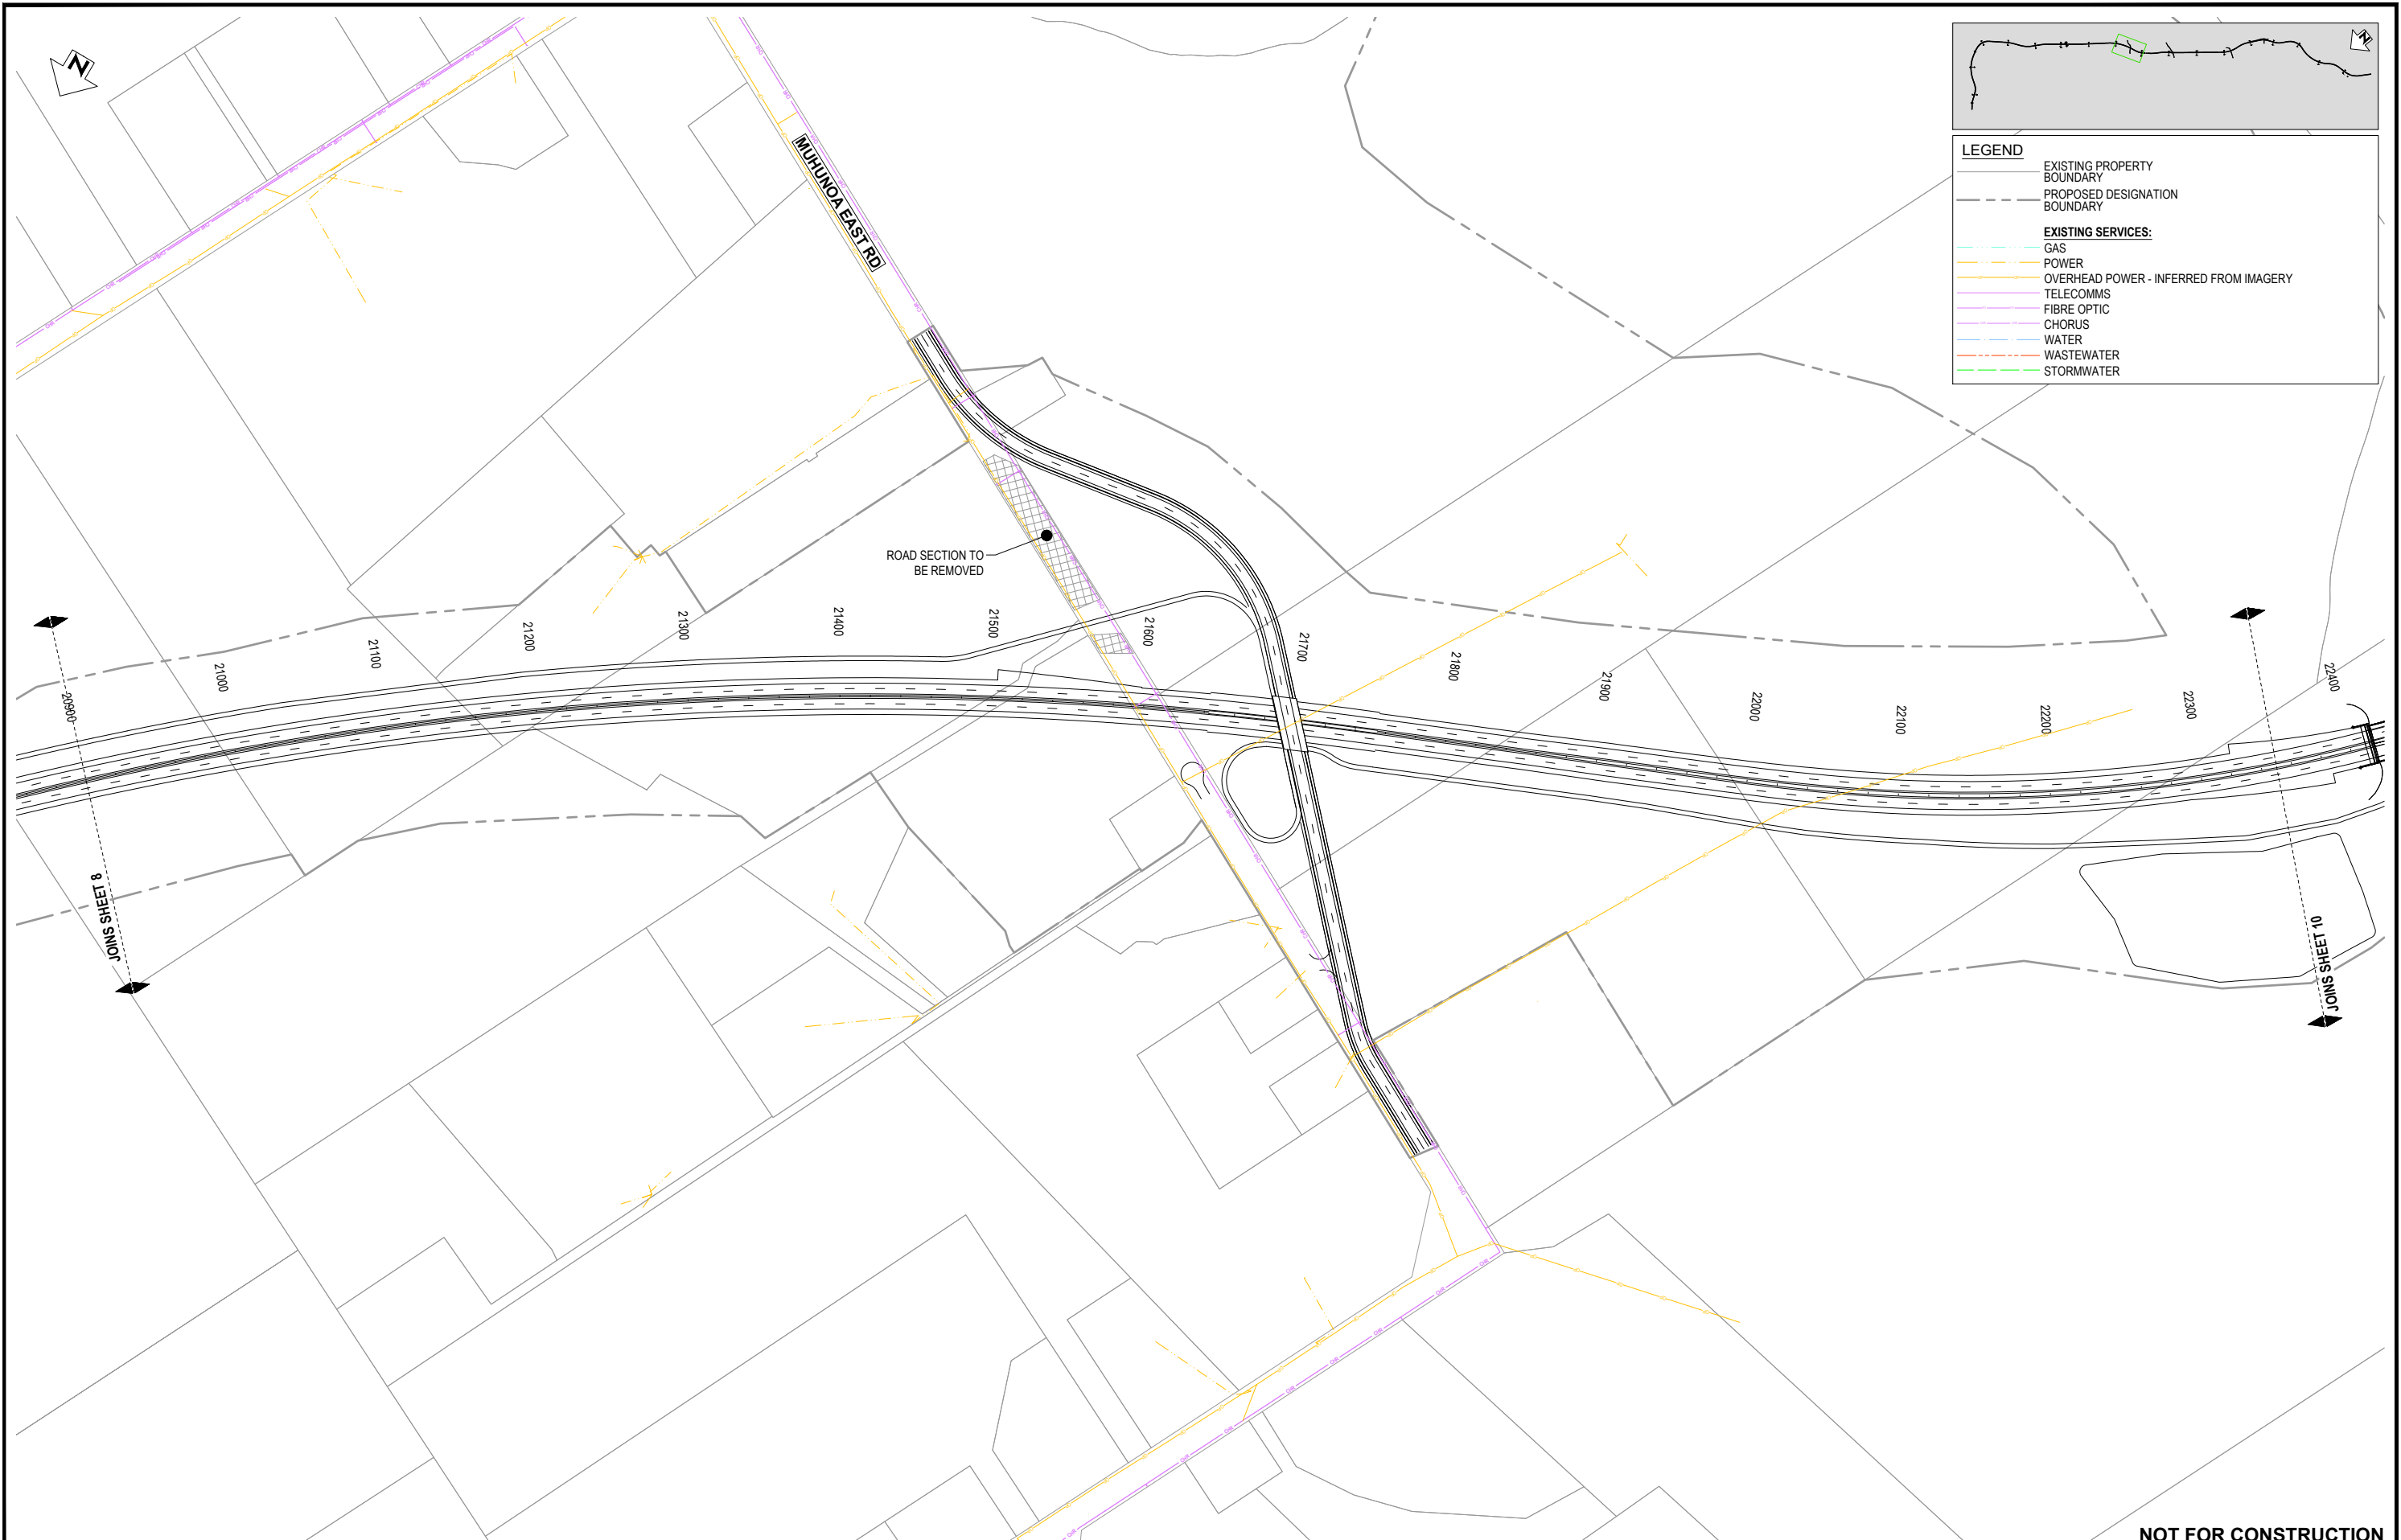 N
N
LEGEND
EXISTING PROPERTY
BOUNDARY
PROPOSED DESIGNATION
BOUNDARY
EXISTING SERVICES:
GAS
POWER
OVERHEAD POWER - INFERRED FROM IMAGERY
TELECOMMS
FIBRE OPTIC
CHORUS
WATER
WASTEWATER
STORMWATER
MUHUNOA EAST RD
ROAD SECTION TO
BE REMOVED
20900
21000
21100
21200
21300
21400
21500
21600
21700
21800
21900
22000
22100
22200
22300
22400
JOINS SHEET 8
JOINS SHEET 10
NOT FOR CONSTRUCTION